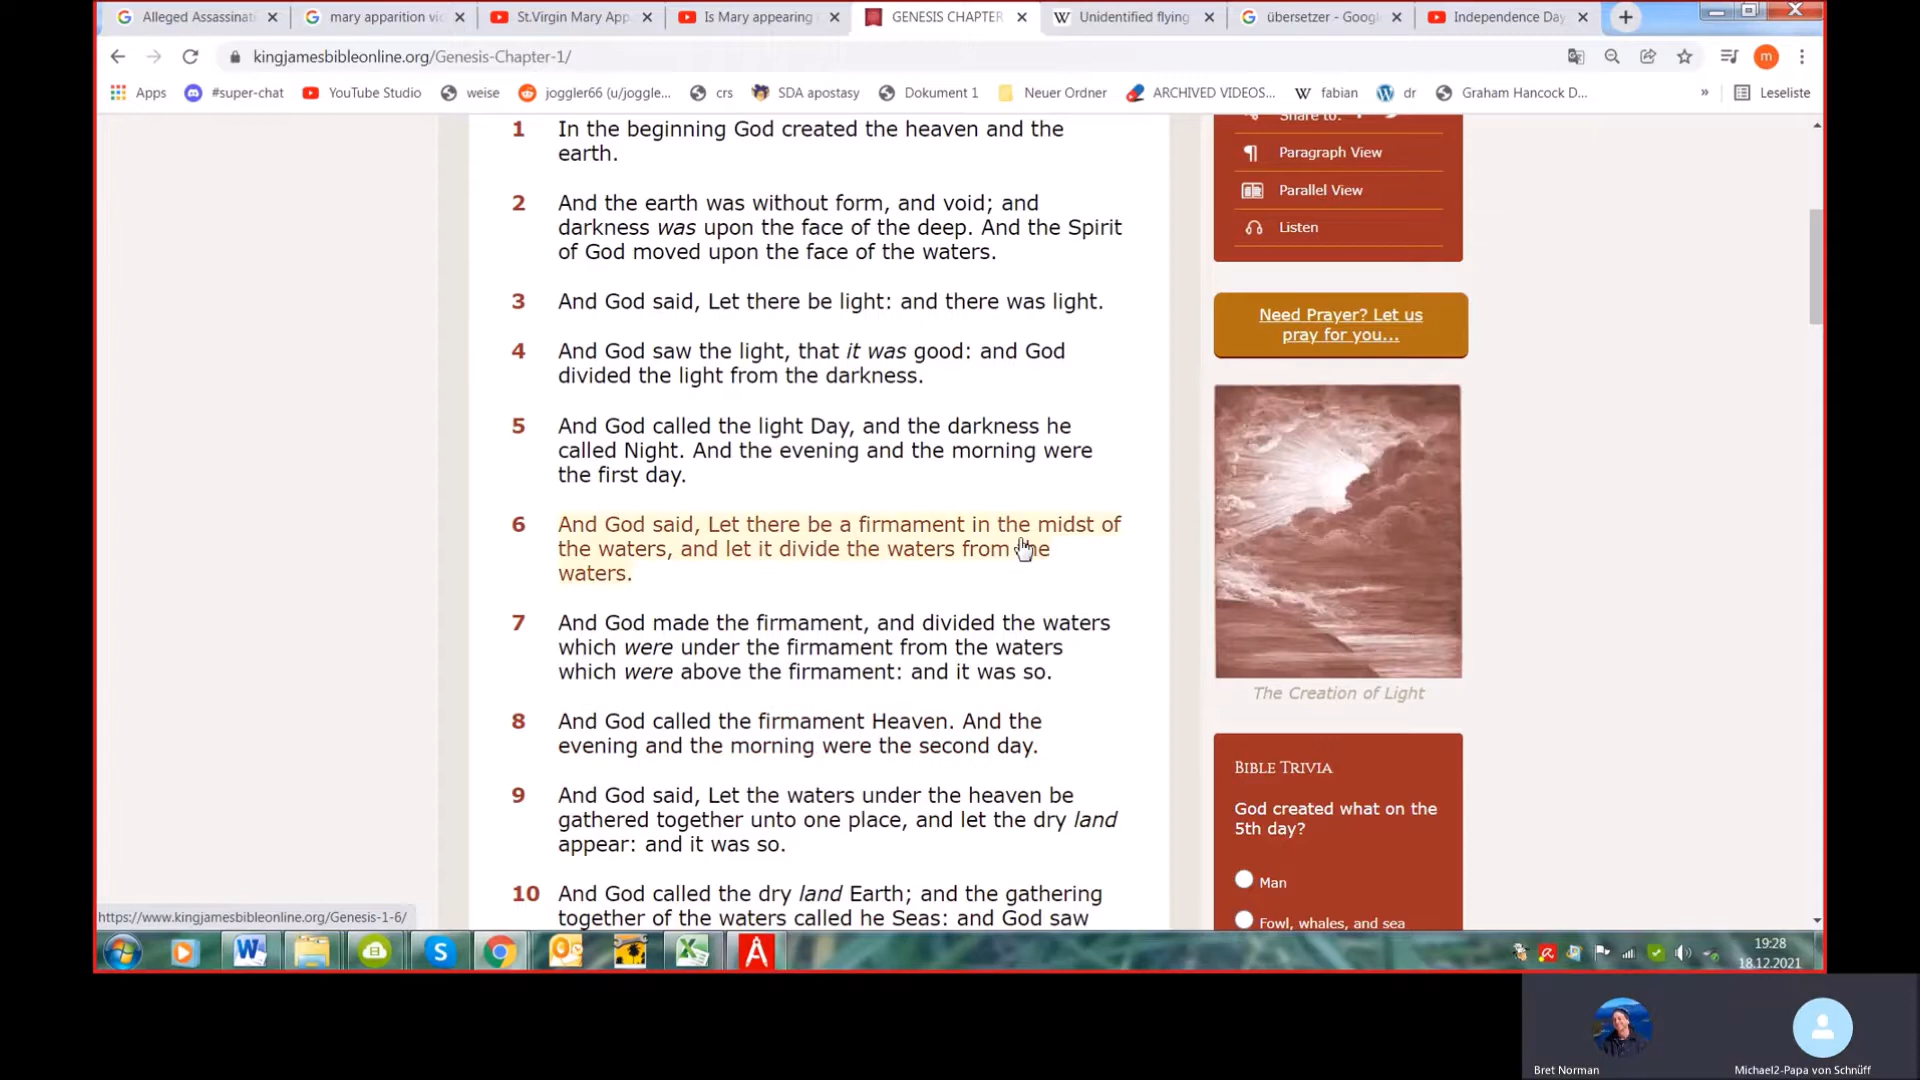 Alleged Assassinat
mary apparition vi
St.Virgin Mary App
Is Mary appearing
GENESIS CHAPTER
Unidentified flying
übersetzer - Googl
Independence Day
kingjamesbibleonline.org/Genesis-Chapter-1/
m
Apps
#super-chat
YouTube Studio
weise
joggler66 (u/joggle...
crs
SDA apostasy
Dokument 1
Neuer Ordner
ARCHIVED VIDEOS...
fabian
dr
Graham Hancock D...
»
Leseliste
1 In the beginning God created the heaven and the
earth.
2 And the earth was without form, and void; and
darkness was upon the face of the deep. And the Spirit
of God moved upon the face of the waters.
3 And God said, Let there be light: and there was light.
4 And God saw the light, that it was good: and God
divided the light from the darkness.
5 And God called the light Day, and the darkness he
called Night. And the evening and the morning were
the first day.
6 And God said, Let there be a firmament in the midst of
the waters, and let it divide the waters from the
waters.
7 And God made the firmament, and divided the waters
which were under the firmament from the waters
which were above the firmament: and it was so.
8 And God called the firmament Heaven. And the
evening and the morning were the second day.
9 And God said, Let the waters under the heaven be
gathered together unto one place, and let the dry land
appear: and it was so.
10 And God called the dry land Earth; and the gathering
together of the waters called he Seas: and God saw
Share to:
Paragraph View
Parallel View
Listen
Need Prayer? Let us
pray for you...
The Creation of Light
BIBLE TRIVIA
God created what on the
5th day?
Man
Fowl, whales, and sea
https://www.kingjamesbibleonline.org/Genesis-1-6/
19:28
18.12.2021
Bret Norman
Michael2-Papa von Schnüff